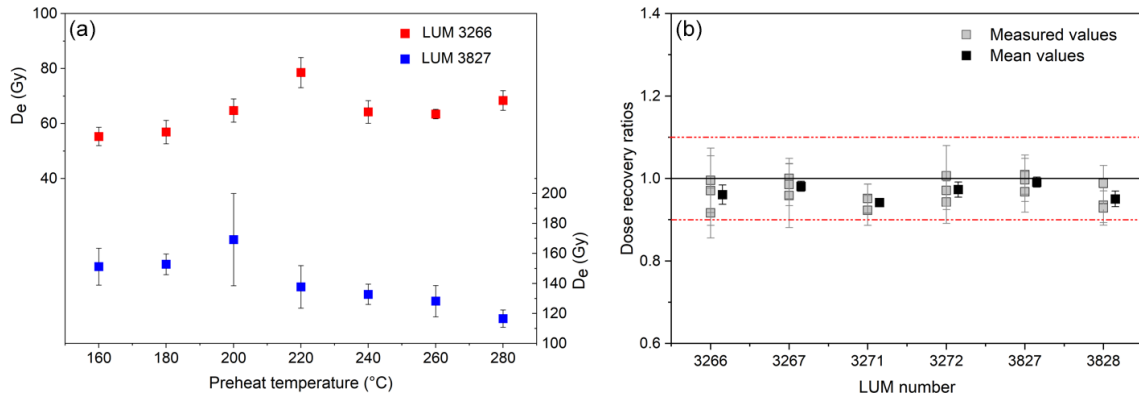 (a)
LUM 3266
LUM 3827
100
80
60
40
De (Gy)
200
180
160
140
120
100
De (Gy)
160 180 200 220 240 260 280
Preheat temperature (°C)
(b)
Measured values
Mean values
1.4
1.2
1.0
0.8
0.6
Dose recovery ratios
3266 3267 3271 3272 3827 3828
LUM number